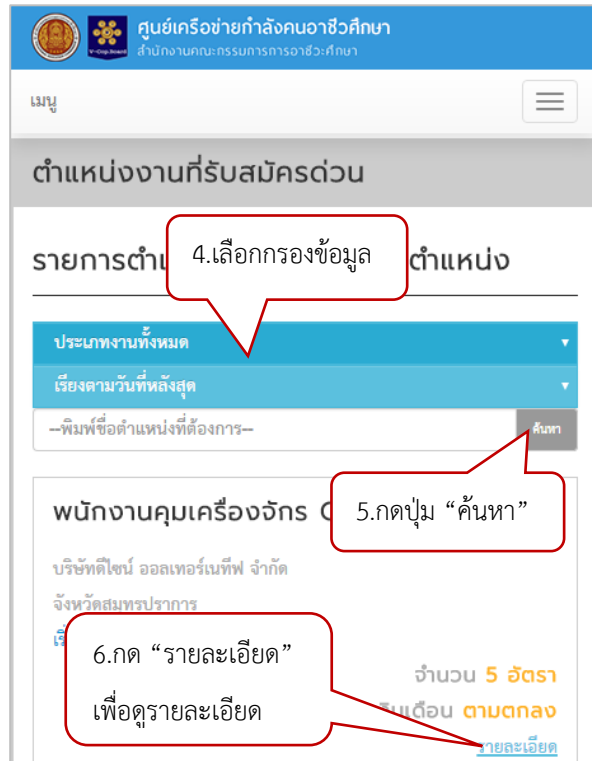 ศูนย์เครือข่ายกำลังคนอาชีวศึกษา
สำนักงานคณะกรรมการการอาชีวะศึกษา
V-Cop.board
เมนู
ตำแหน่งงานที่รับสมัครด่วน
4.เลือกกรองข้อมูล
รายการตำแ ตำแหน่ง
ประเภทงานทั้งหมด
เรียงตามวันที่หลังสุด
--พิมพ์ชื่อตำแหน่งที่ต้องการ--
ค้นหา
5.กดปุ่ม “ค้นหา”
พนักงานคุมเครื่องจักร
บริษัทดีไซน์ ออลเทอร์เนทีฟ จำกัด
จังหวัดสมทรปราการ
6.กด “รายละเอียด”
เพื่อดูรายละเอียด
จำนวน 5 อัตรา
ตามตกลง
รายละเอียด